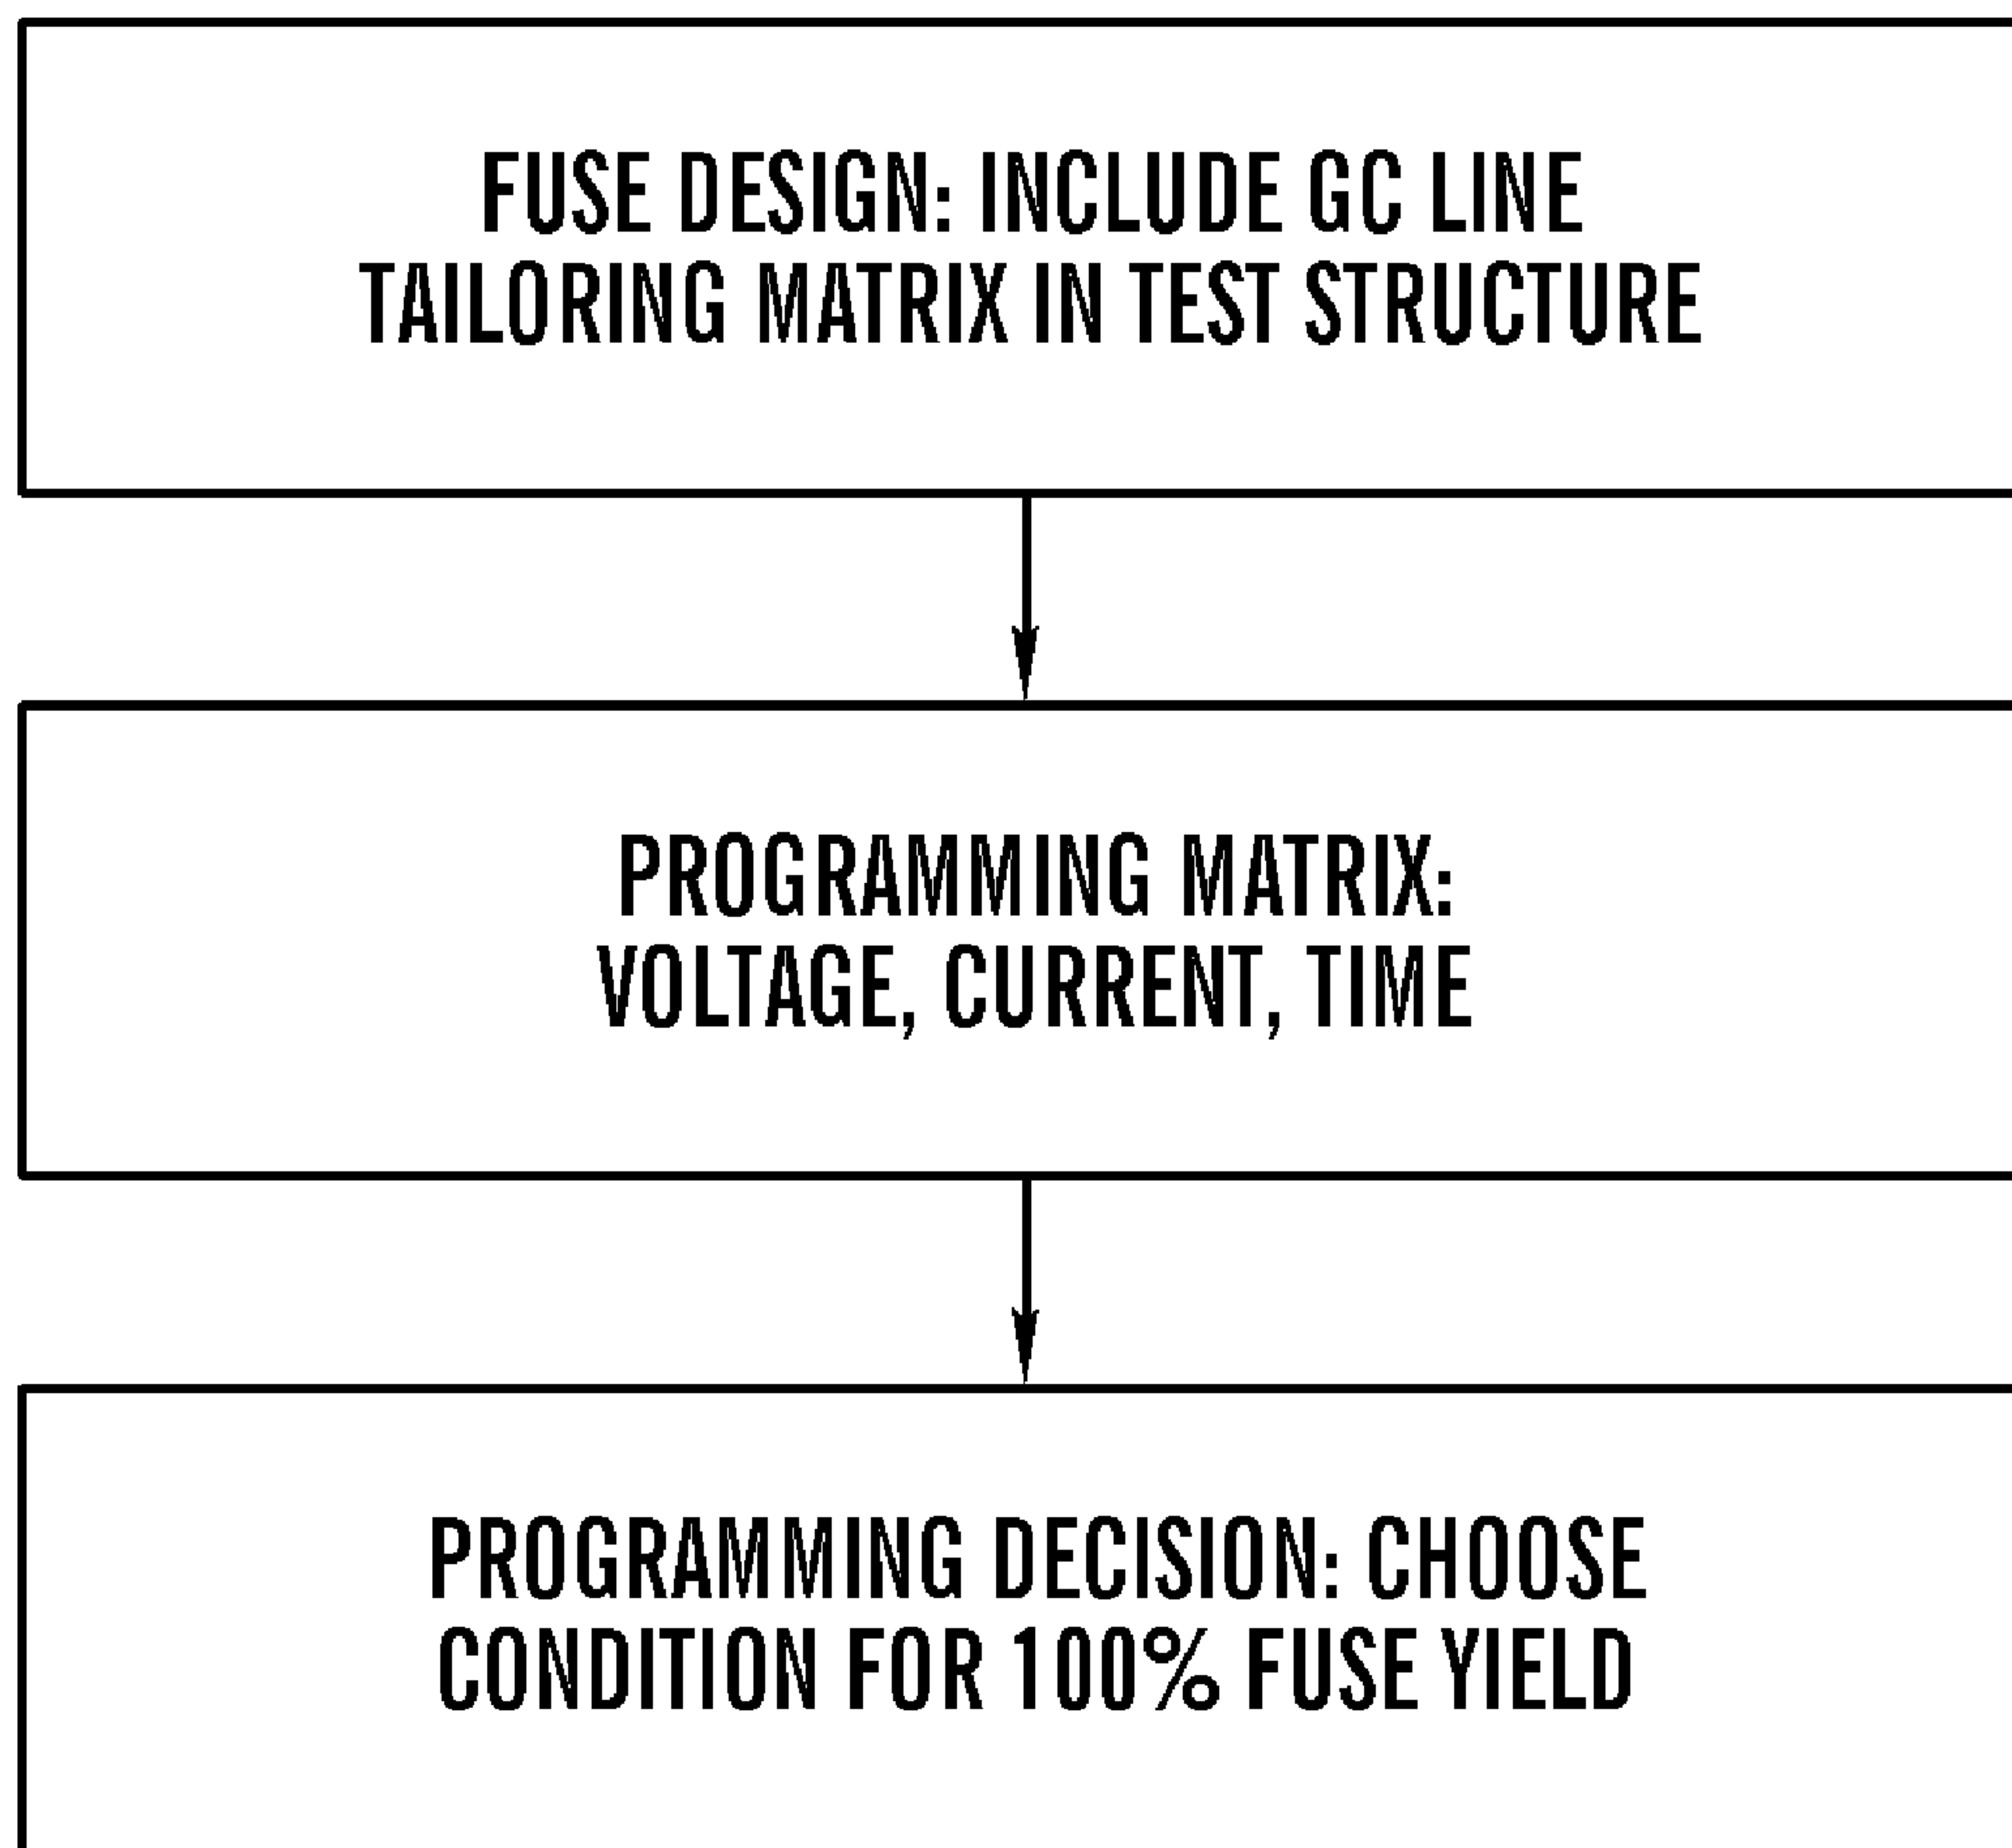 FUSE DESIGN: INCLUDE GC LINE
TAILORING MATRIX IN TEST STRUCTURE
PROGRAMMING MATRIX:
VOLTAGE, CURRENT, TIME
PROGRAMMING DECISION: CHOOSE
CONDITION FOR 100% FUSE YIELD